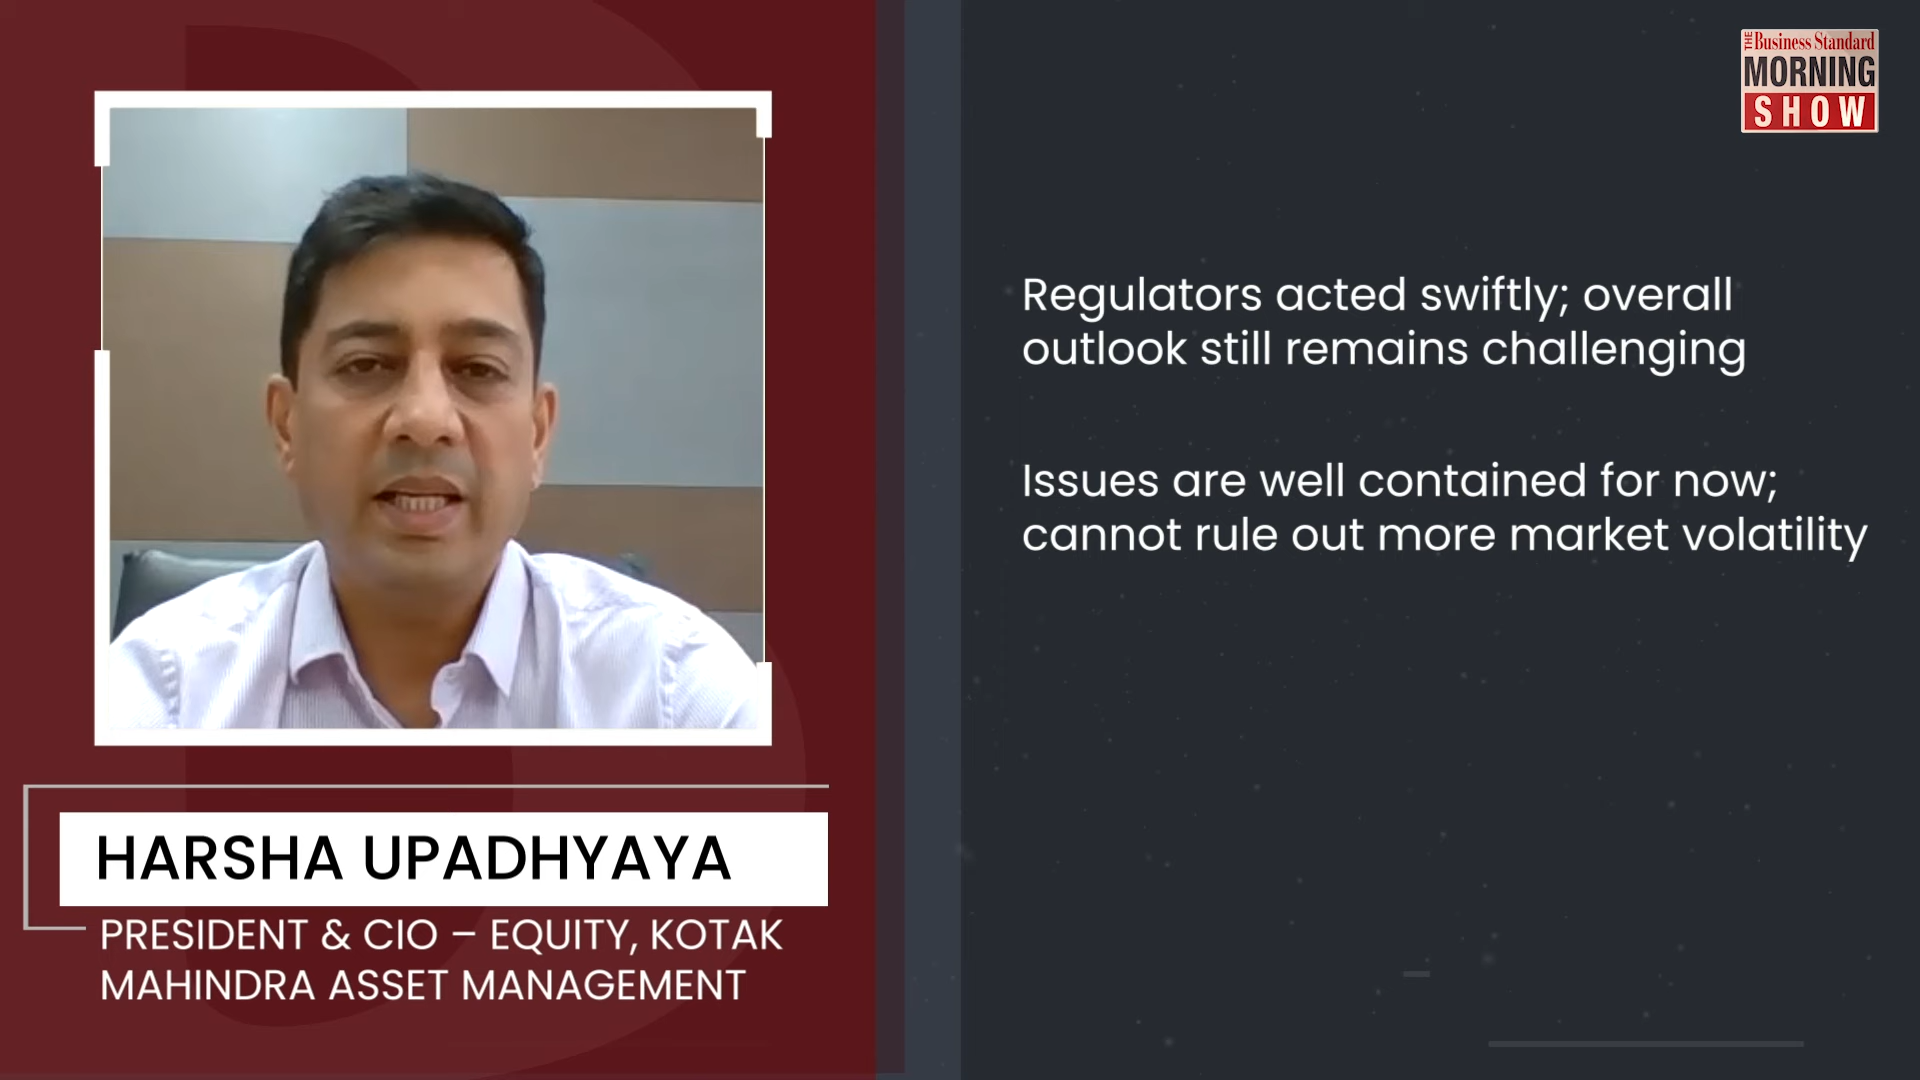 THE Business Standard
MORNING
SHOW
Regulators acted swiftly; overall
outlook still remains challenging
Issues are well contained for now;
cannot rule out more market volatility
HARSHA UPADHYAYA
PRESIDENT & CIO – EQUITY, KOTAK
MAHINDRA ASSET MANAGEMENT